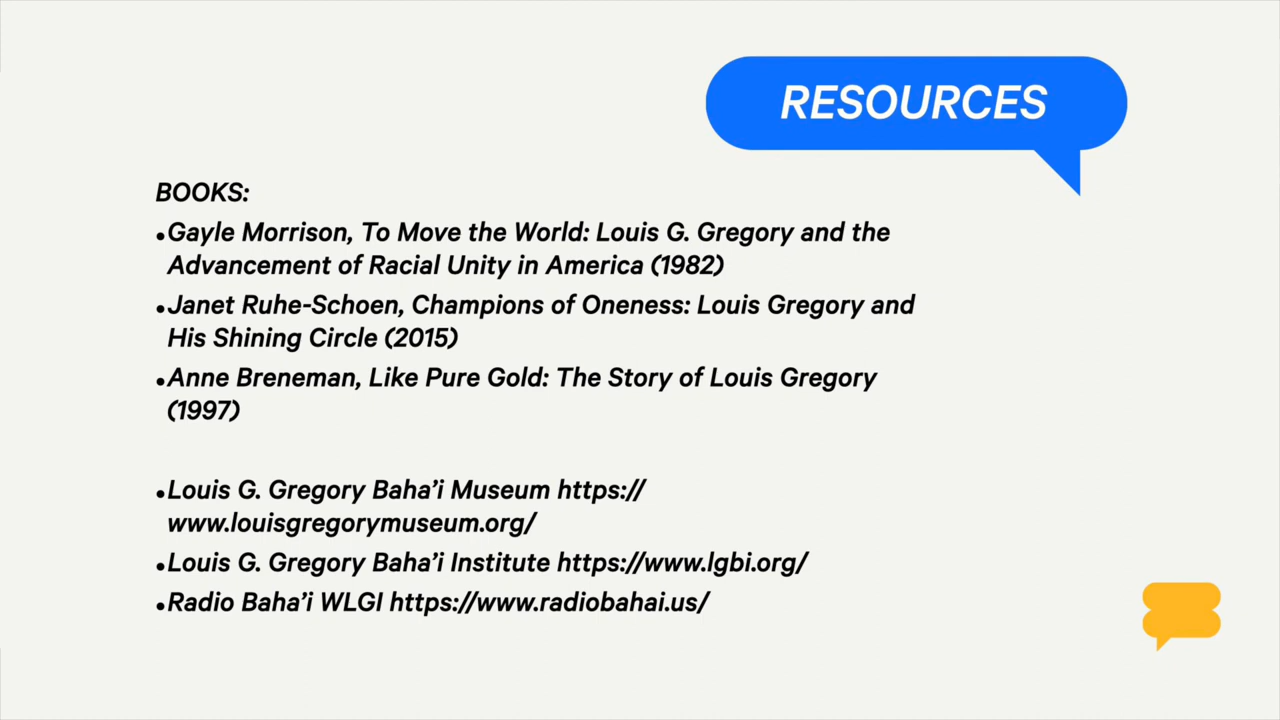 RESOURCES
BOOKS:
•Gayle Morrison, To Move the World: Louis G. Gregory and the
Advancement of Racial Unity in America (1982)
•Janet Ruhe-Schoen, Champions of Oneness: Louis Gregory and
His Shining Circle (2015)
•Anne Breneman, Like Pure Gold: The Story of Louis Gregory
(1997)
•Louis G. Gregory Baha’i Museum https://
www.louisgregorymuseum.org/
•Louis G. Gregory Baha’i Institute https://www.lgbi.org/
•Radio Baha’i WLGI https://www.radiobahai.us/